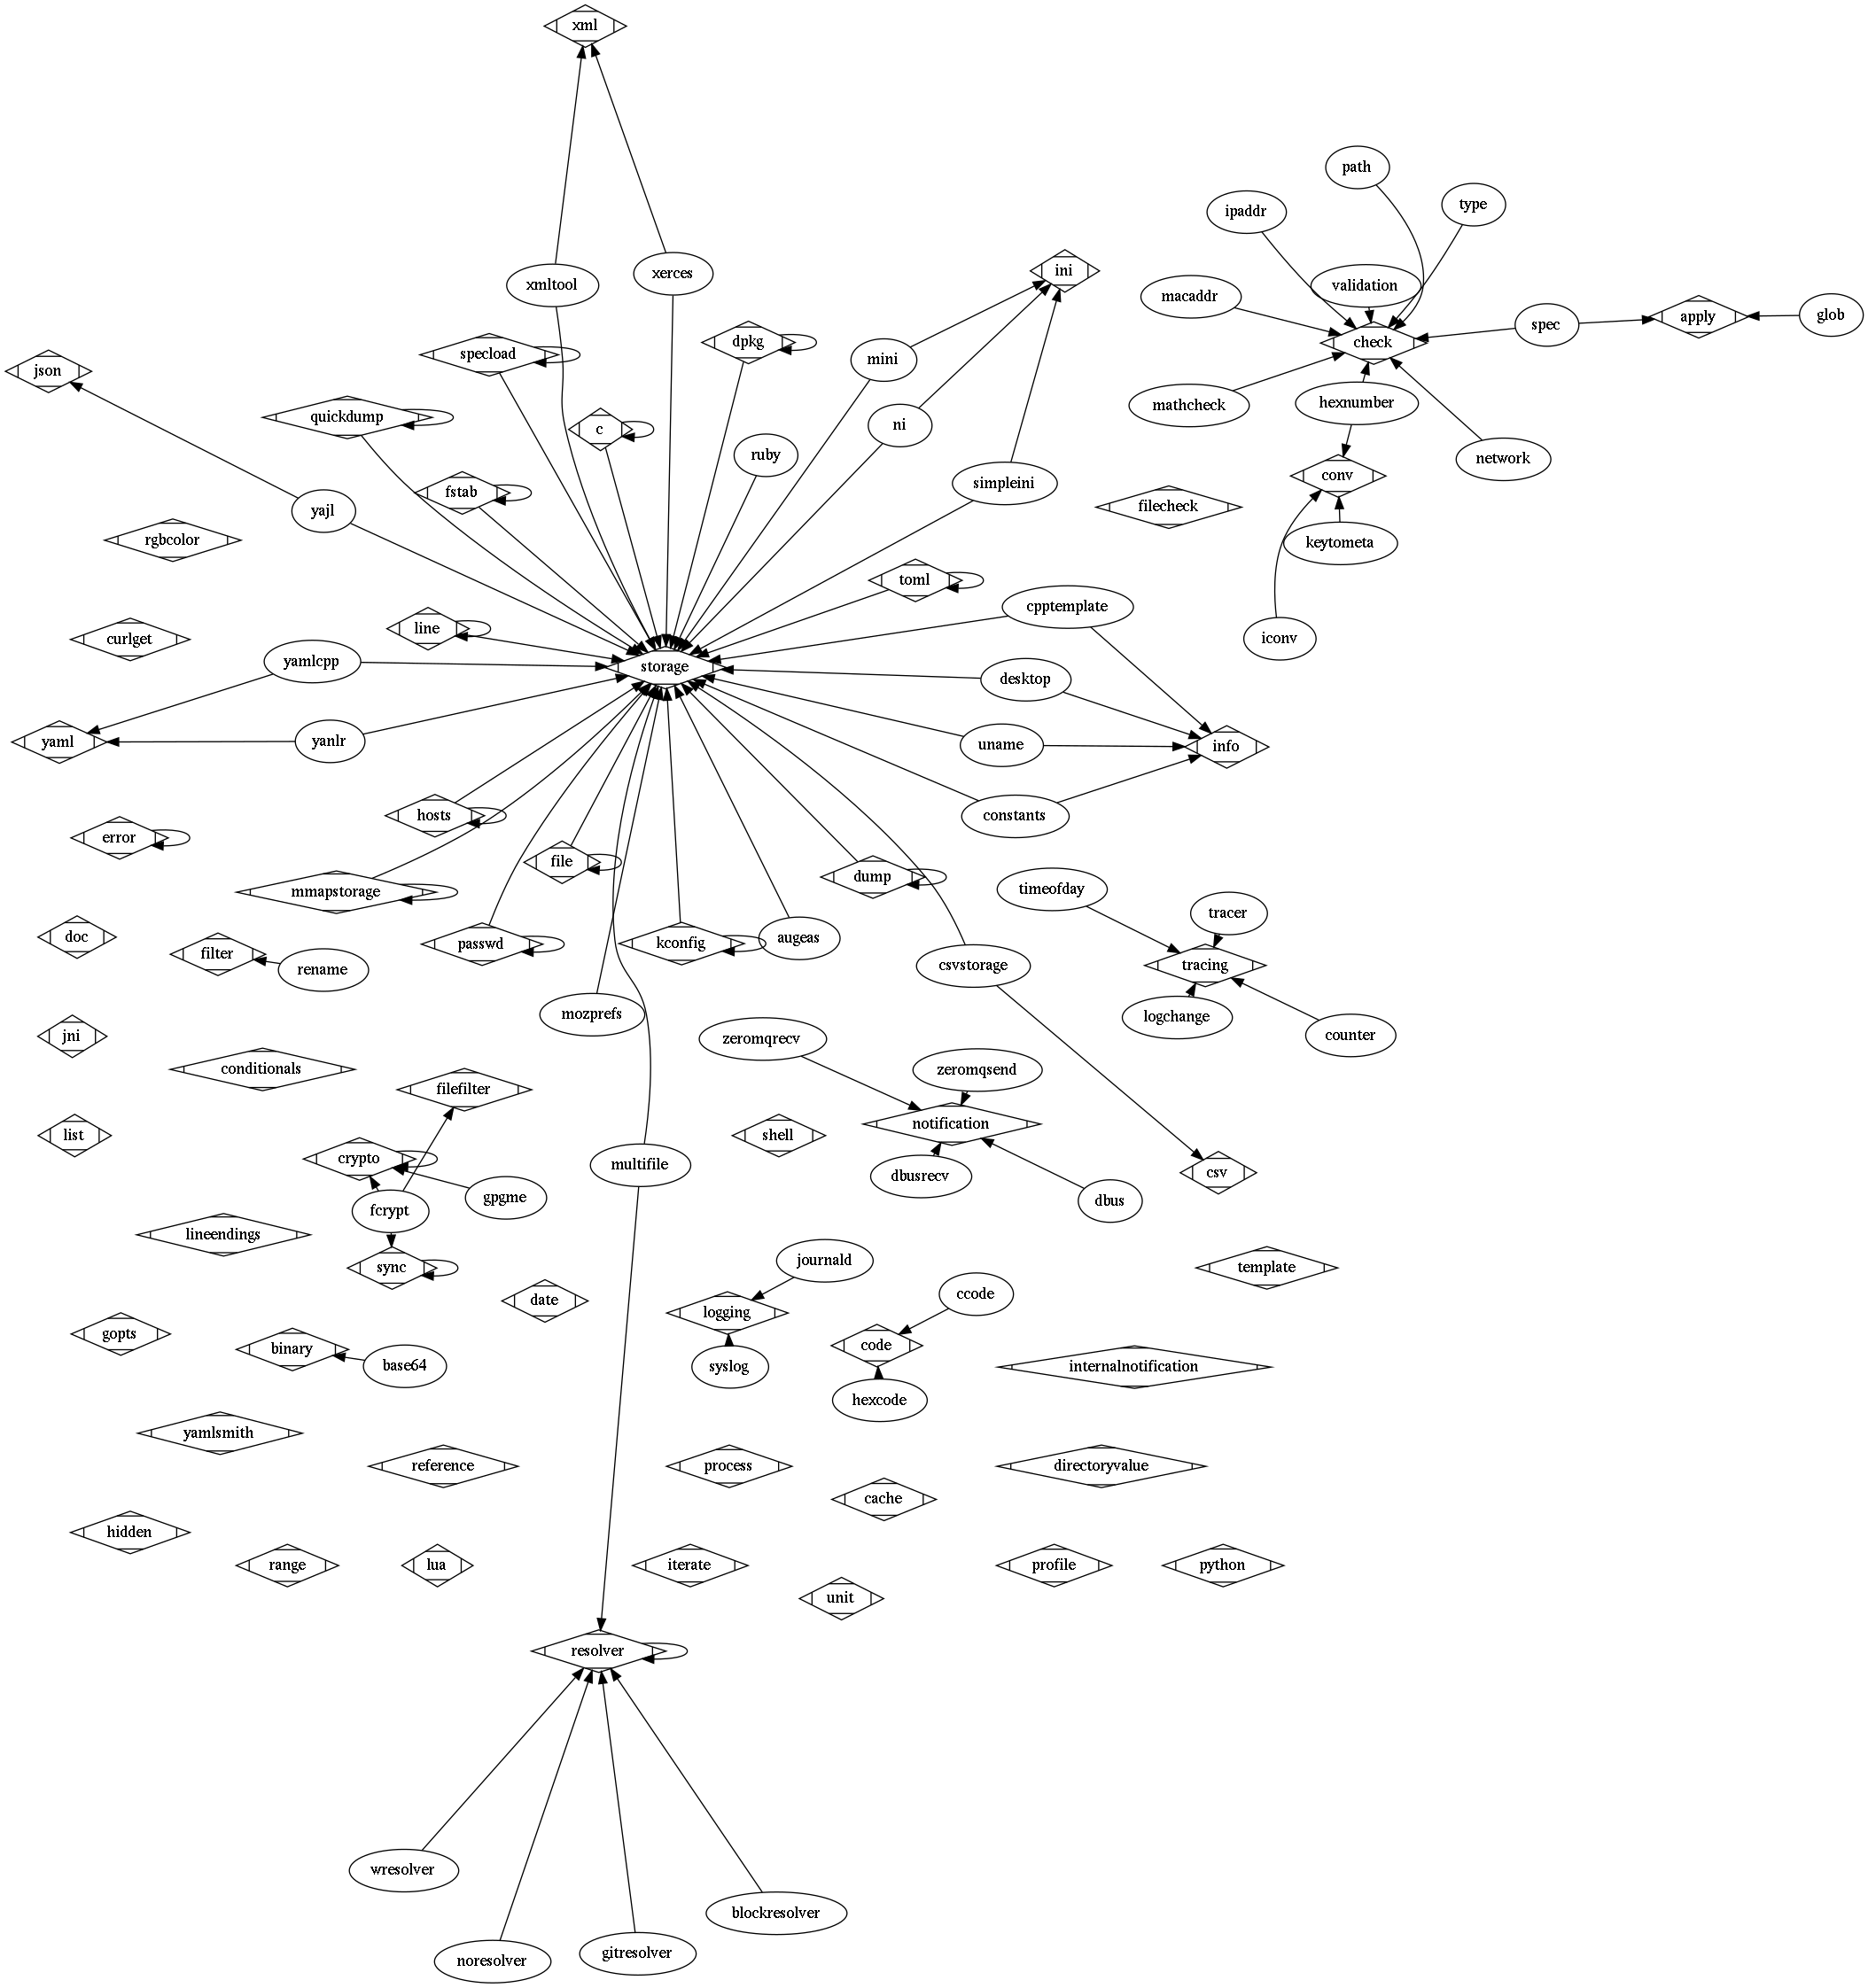 xml
path
type
ipaddr
xerces
ini
xmltool
validation
macaddr
apply
glob
spec
dpkg
check
specload
mini
json
hexnumber
mathcheck
quickdump
ni
c
ruby
network
conv
simpleini
fstab
filecheck
yajl
rgbcolor
keytometa
toml
cpptemplate
line
curlget
iconv
yamlcpp
storage
desktop
yaml
yanlr
uname
info
hosts
constants
error
file
dump
mmapstorage
timeofday
tracer
doc
passwd
kconfig
augeas
filter
rename
csvstorage
tracing
mozprefs
logchange
jni
zeromqrecv
counter
conditionals
zeromqsend
filefilter
notification
list
shell
crypto
multifile
csv
dbusrecv
gpgme
dbus
fcrypt
lineendings
journald
sync
template
date
ccode
logging
gopts
code
binary
base64
syslog
internalnotification
hexcode
yamlsmith
reference
process
directoryvalue
cache
hidden
range
lua
iterate
profile
python
unit
resolver
wresolver
blockresolver
gitresolver
noresolver